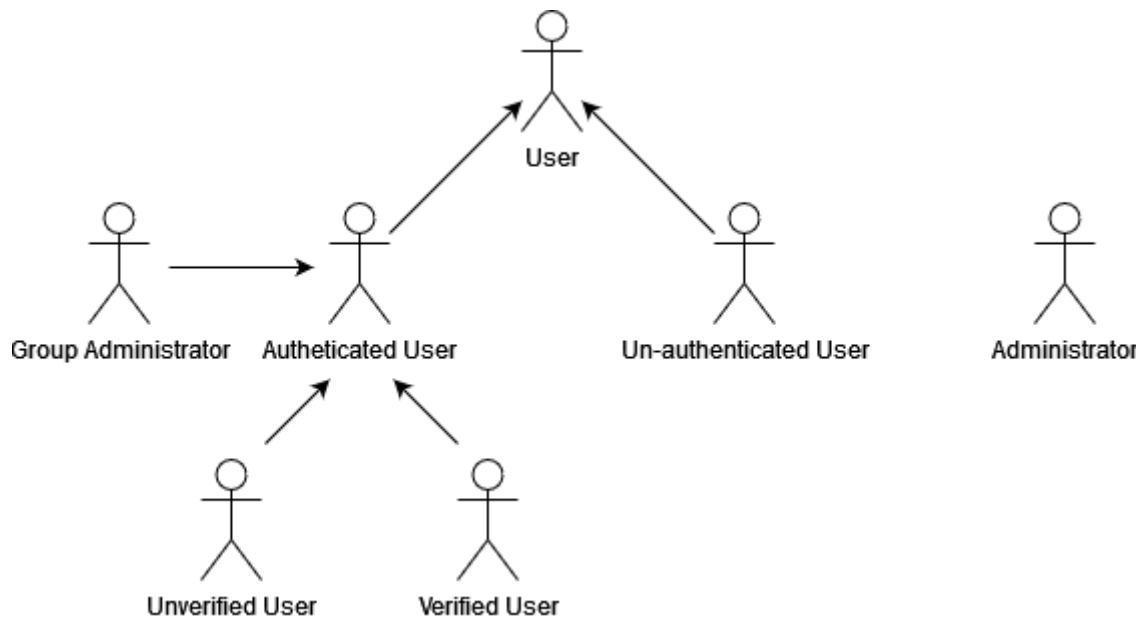 User
Group Administrator
Autheticated User
Un-authenticated User
Administrator
Unverified User
Verified User